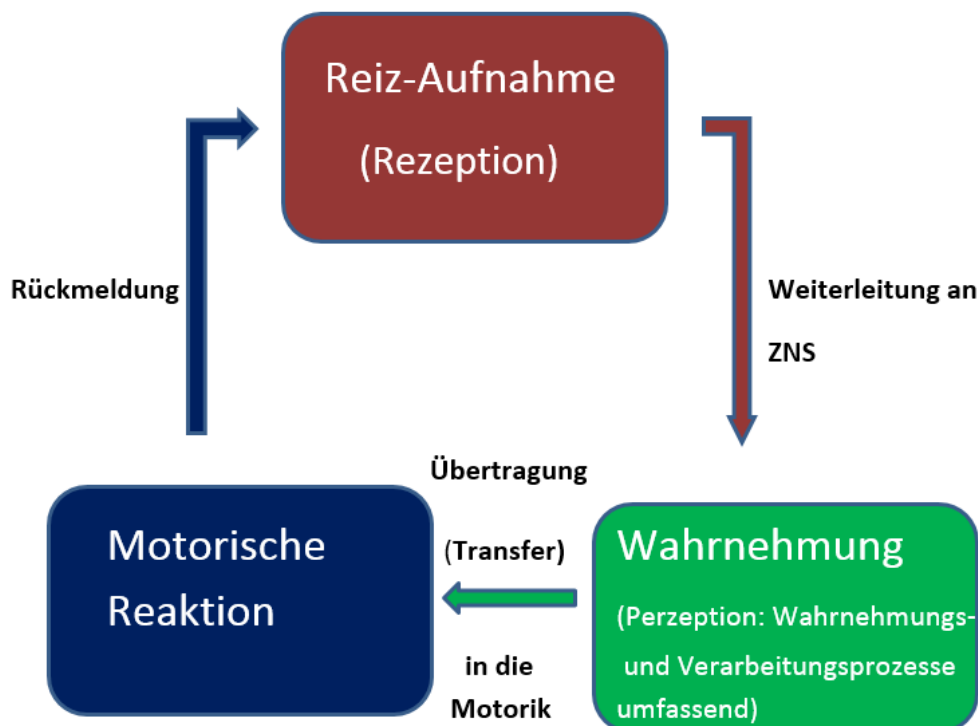 Reiz-Aufnahme
(Rezeption)
Rückmeldung
Weiterleitung an
ZNS
Übertragung
(Transfer)
in die
Motorik
Motorische
Reaktion
Wahrnehmung
(Perzeption: Wahrnehmungs-
und Verarbeitungsprozesse
umfassend)